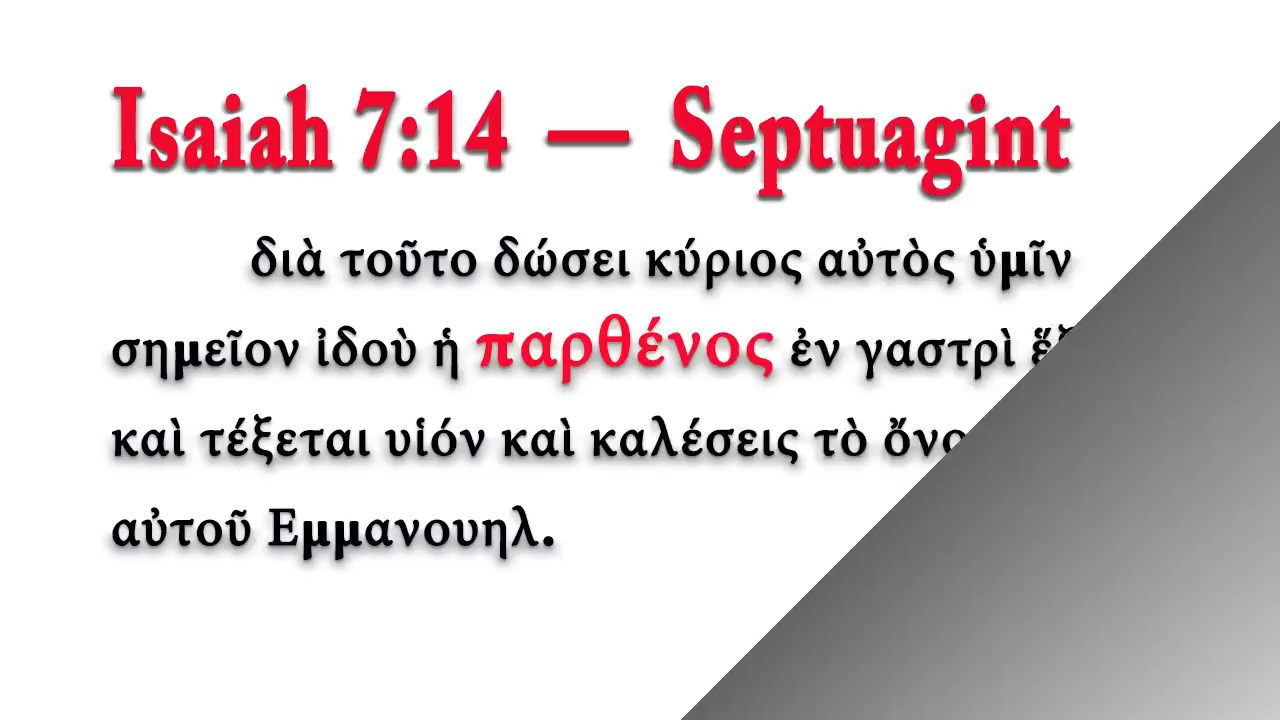 Isaiah 7:14 — Septuagint
διὰ τοῦτο δώσει κύριος αὐτὸς ὑμῖν
σημεῖον ἰδοὺ ἡ παρθένος ἐν γαστρὶ
καὶ τέξεται υἱόν καὶ καλέσεις τὸ
αὐτοῦ Εμμανουηλ.